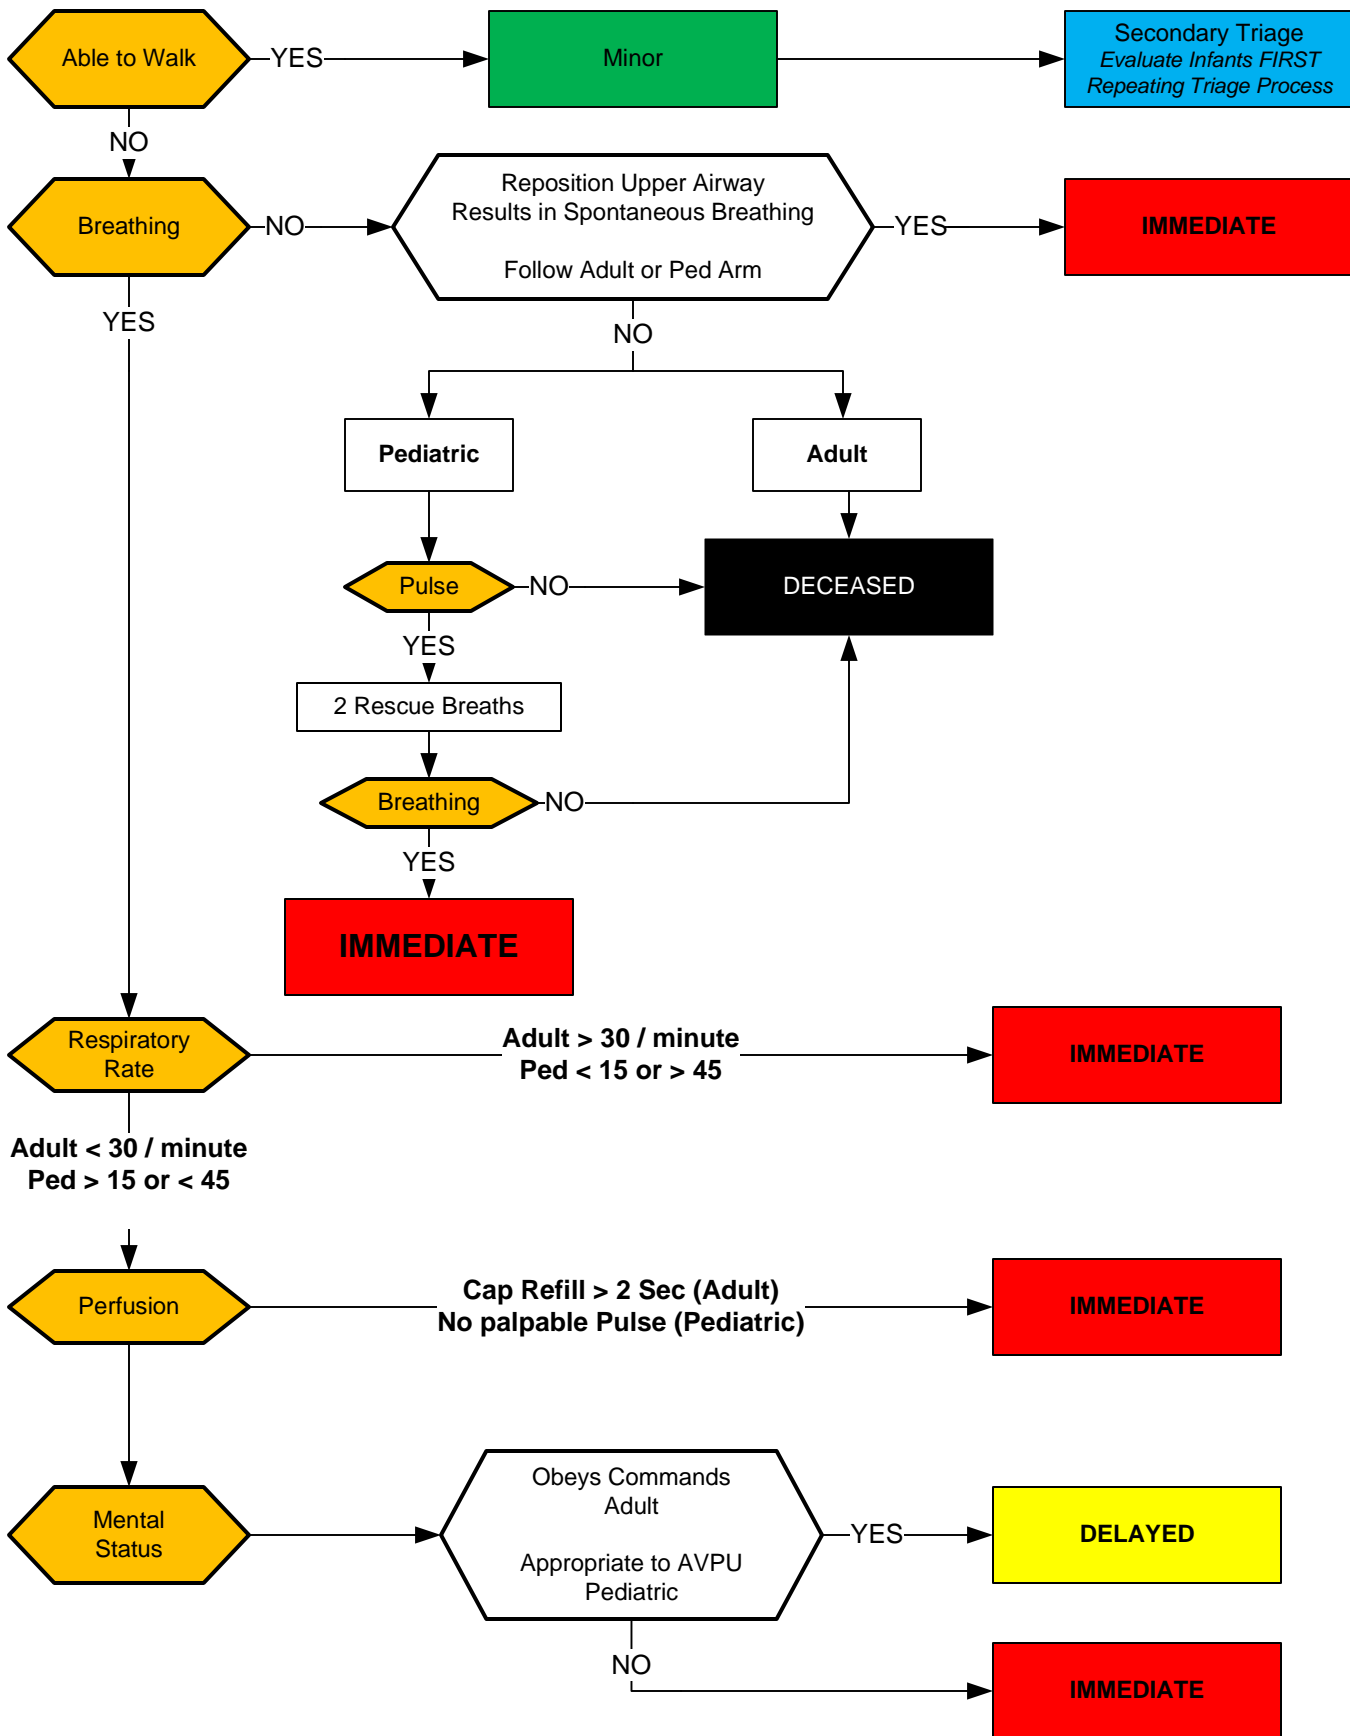 Able to Walk
YES
Minor
Secondary Triage
Evaluate Infants FIRST
Repeating Triage Process
NO
Breathing
NO
Reposition Upper Airway
Results in Spontaneous Breathing
Follow Adult or Ped Arm
YES
IMMEDIATE
YES
NO
Pediatric
Adult
Pulse
NO
DECEASED
YES
2 Rescue Breaths
Breathing
NO
YES
IMMEDIATE
Respiratory
Rate
Adult > 30 / minute
Ped < 15 or > 45
IMMEDIATE
Adult < 30 / minute
Ped > 15 or < 45
Perfusion
Cap Refill > 2 Sec (Adult)
No palpable Pulse (Pediatric)
IMMEDIATE
Mental
Status
Obeys Commands
Adult
Appropriate to AVPU
Pediatric
YES
DELAYED
NO
IMMEDIATE